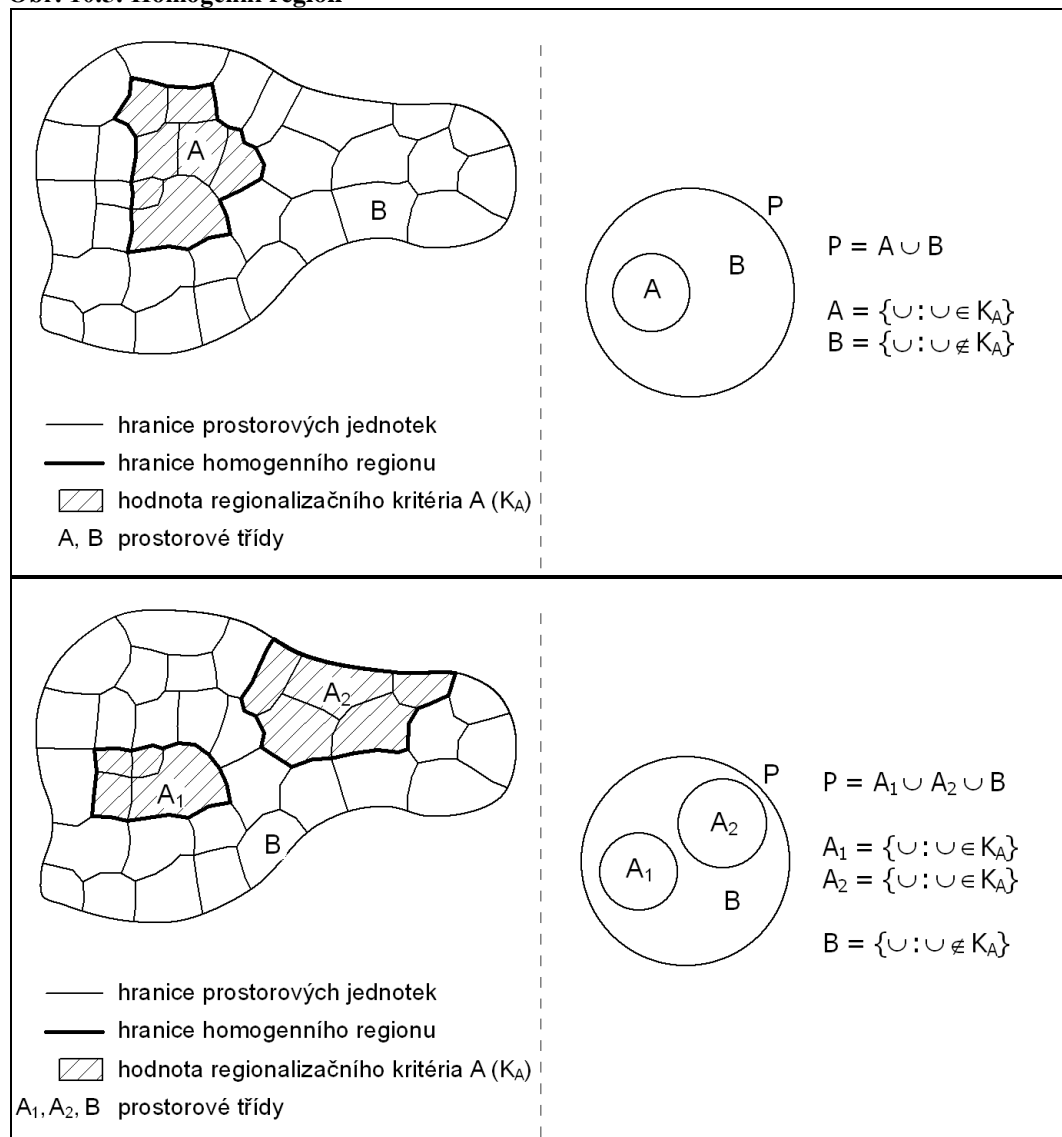 A
B
P
B
A
P = A ∪ B
A = {∪ : ∪ ∈ K_A}
B = {∪ : ∪ ∉ K_A}
hranice prostorových jednotek
hranice homogenního regionu
hodnota regionalizačního kritéria A (K_A)
A, B prostorové třídy
A₂
A₁
B
P
A₂
A₁
B
P = A₁ ∪ A₂ ∪ B
A₁ = {∪ : ∪ ∈ K_A}
A₂ = {∪ : ∪ ∈ K_A}
B = {∪ : ∪ ∉ K_A}
hranice prostorových jednotek
hranice homogenního regionu
hodnota regionalizačního kritéria A (K_A)
A₁, A₂, B prostorové třídy